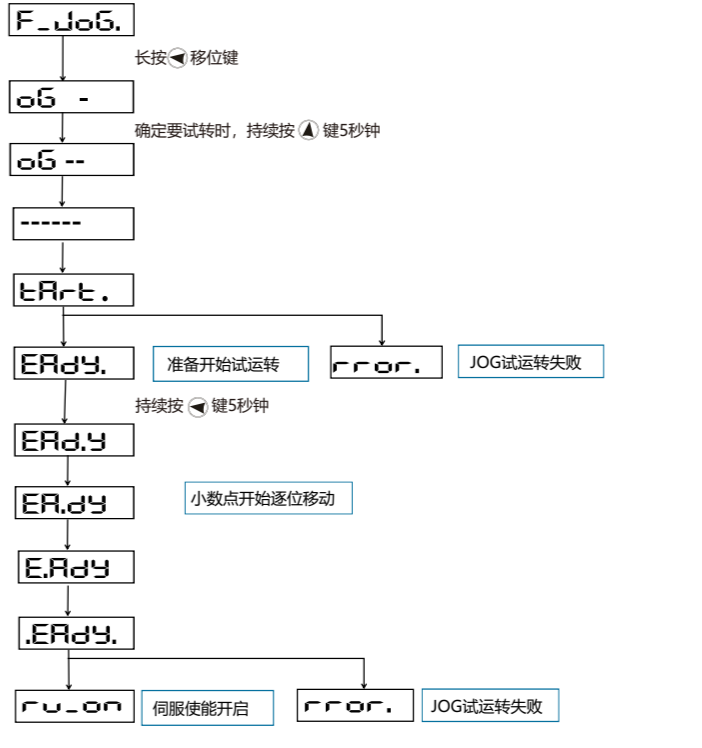 F_JoG.
长按 移位键
oG -
确定要试转时，持续按 键5秒钟
oG --
------
tArt.
EAdY.
准备开始试运转
rror.
JOG试运转失败
持续按 键5秒钟
EAd.Y
EA.dY
小数点开始逐位移动
E.AdY
.EAdY.
ru_on
伺服使能开启
rror.
JOG试运转失败